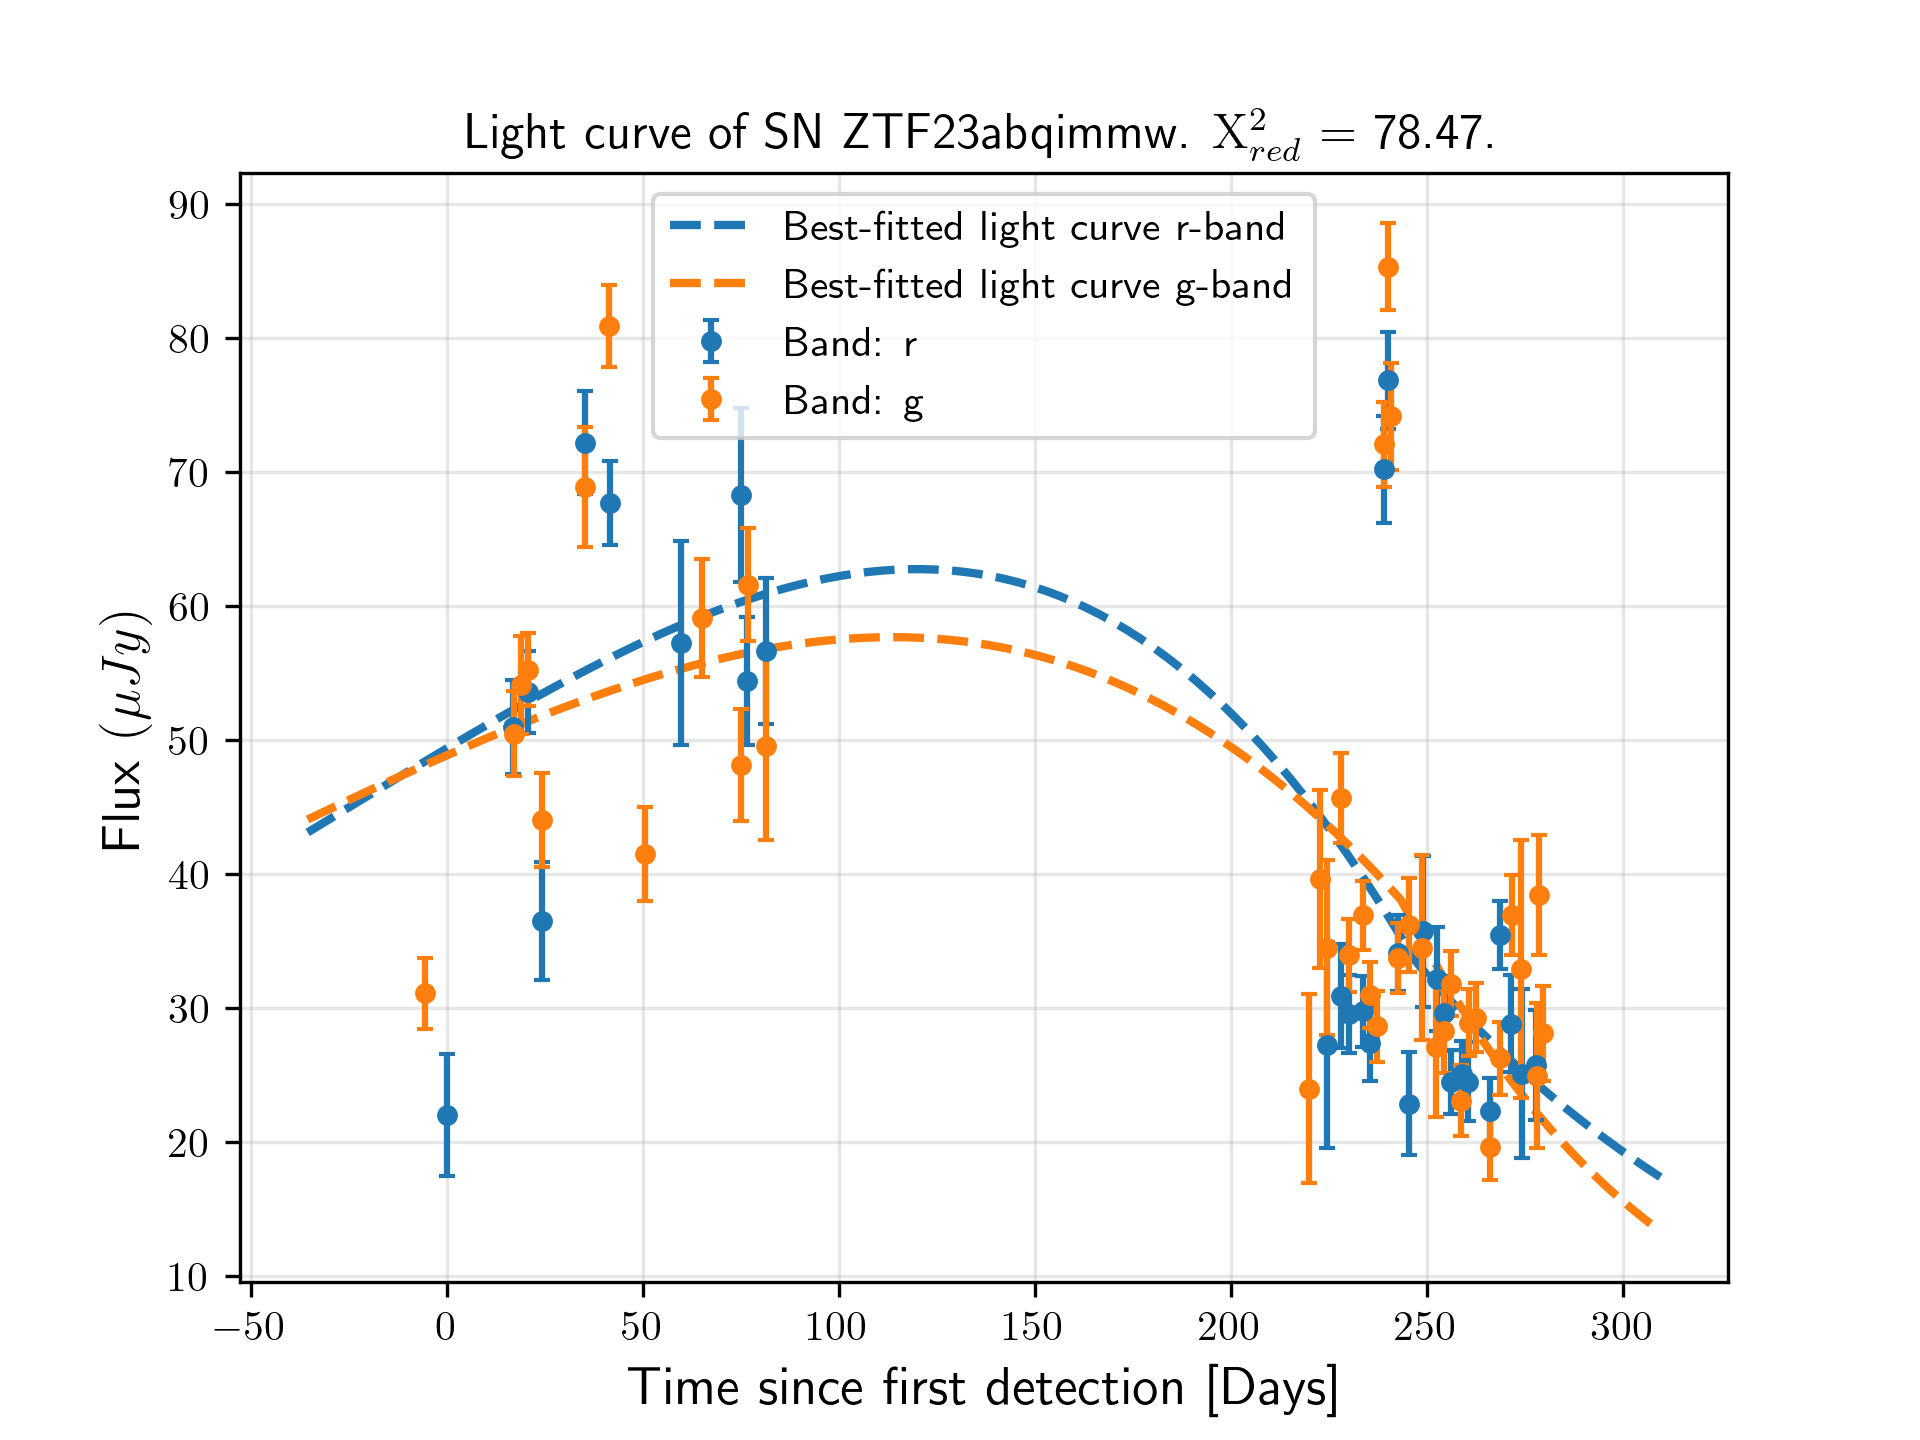 Light curve of SN ZTF23abqimmw. X²_red = 78.47.
Best-fitted light curve r-band
Best-fitted light curve g-band
Band: r
Band: g
90
80
70
60
50
40
30
20
10
Flux (μJy)
−50 0 50 100 150 200 250 300
Time since first detection [Days]